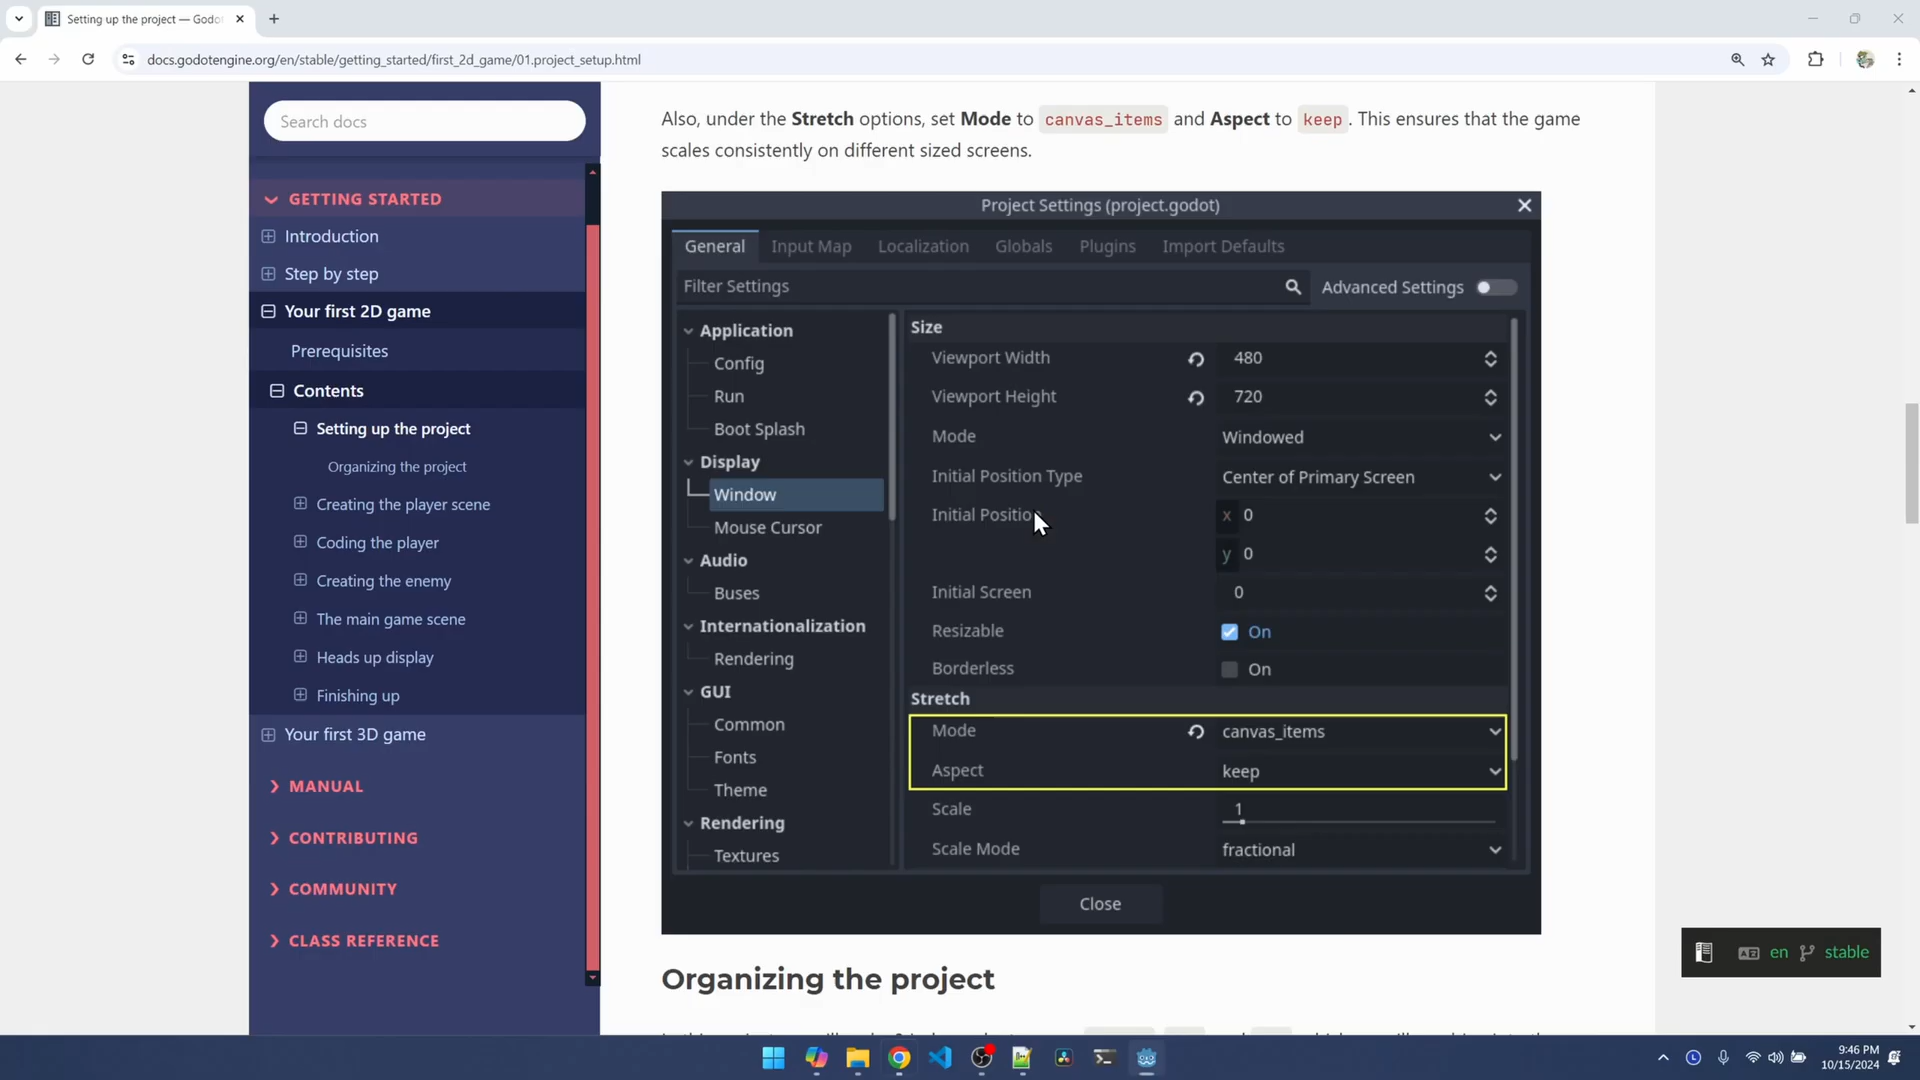 Setting up the project — Godo
docs.godotengine.org/en/stable/getting_started/first_2d_game/01.project_setup.html
Search docs
GETTING STARTED
Introduction
Step by step
Your first 2D game
Prerequisites
Contents
Setting up the project
Organizing the project
Creating the player scene
Coding the player
Creating the enemy
The main game scene
Heads up display
Finishing up
Your first 3D game
MANUAL
CONTRIBUTING
COMMUNITY
CLASS REFERENCE
Also, under the Stretch options, set Mode to canvas_items and Aspect to keep. This ensures that the game
scales consistently on different sized screens.
Project Settings (project.godot)
General Input Map Localization Globals Plugins Import Defaults
Filter Settings
Advanced Settings
Application
Config
Run
Boot Splash
Display
Window
Mouse Cursor
Audio
Buses
Internationalization
Rendering
GUI
Common
Fonts
Theme
Rendering
Textures
Size
Viewport Width 480
Viewport Height 720
Mode Windowed
Initial Position Type Center of Primary Screen
Initial Position x 0
y 0
Initial Screen 0
Resizable On
Borderless On
Stretch
Mode canvas_items
Aspect keep
Scale 1
Scale Mode fractional
Close
Organizing the project
en stable
9:46 PM
10/15/2024